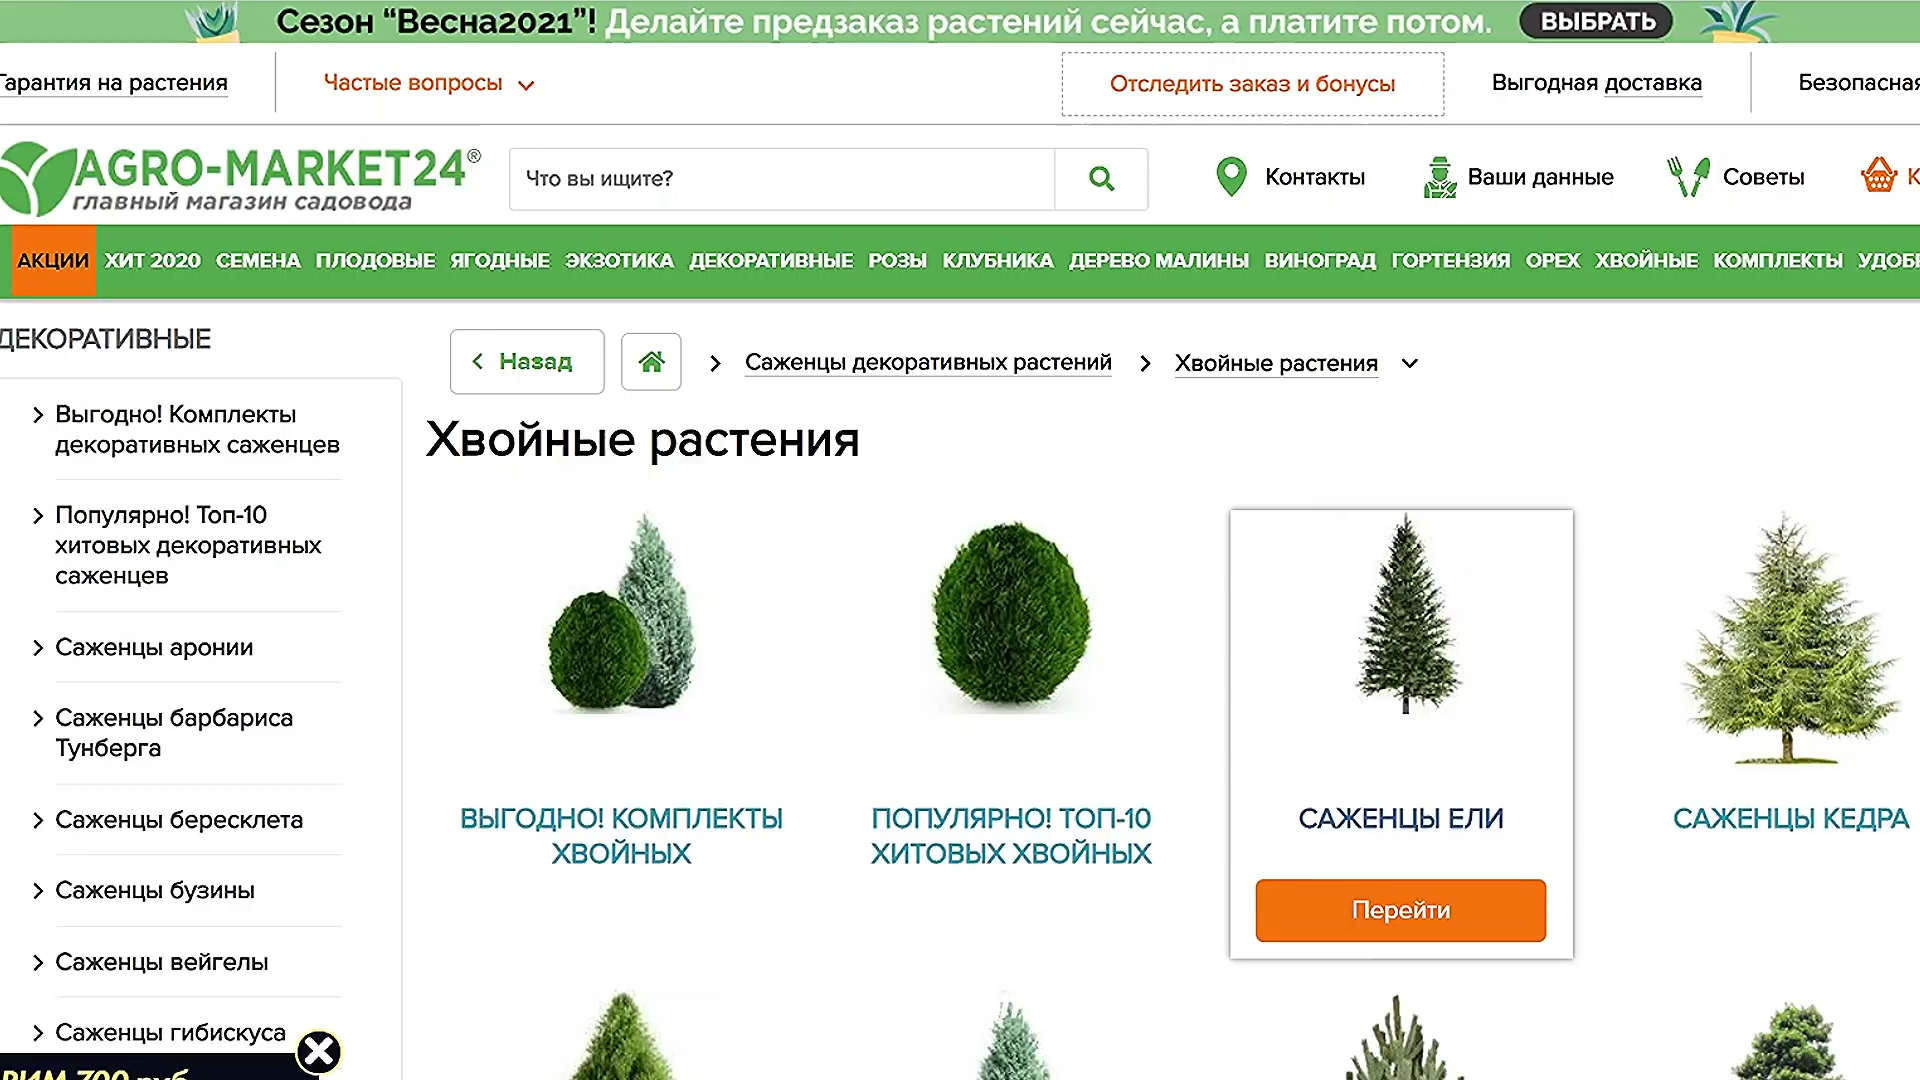 Сезон “Весна2021”! Делайте предзаказ растений сейчас, а платите потом. ВЫБРАТЬ
Гарантия на растения
Частые вопросы
Отследить заказ и бонусы
Выгодная доставка
Безопасная
AGRO-MARKET24®
главный магазин садовода
Что вы ищите?
Контакты
Ваши данные
Советы
К
АКЦИИ ХИТ 2020 СЕМЕНА ПЛОДОВЫЕ ЯГОДНЫЕ ЭКЗОТИКА ДЕКОРАТИВНЫЕ РОЗЫ КЛУБНИКА ДЕРЕВО МАЛИНЫ ВИНОГРАД ГОРТЕНЗИЯ ОРЕХ ХВОЙНЫЕ КОМПЛЕКТЫ УДОБР
ДЕКОРАТИВНЫЕ
Назад
Саженцы декоративных растений
Хвойные растения
Выгодно! Комплекты
декоративных саженцев
Популярно! Топ-10
хитовых декоративных
саженцев
Саженцы аронии
Саженцы барбариса
Тунберга
Саженцы бересклета
Саженцы бузины
Саженцы вейгелы
Саженцы гибискуса
Хвойные растения
ВЫГОДНО! КОМПЛЕКТЫ
ХВОЙНЫХ
ПОПУЛЯРНО! ТОП-10
ХИТОВЫХ ХВОЙНЫХ
САЖЕНЦЫ ЕЛИ
Перейти
САЖЕНЦЫ КЕДРА
700 руб